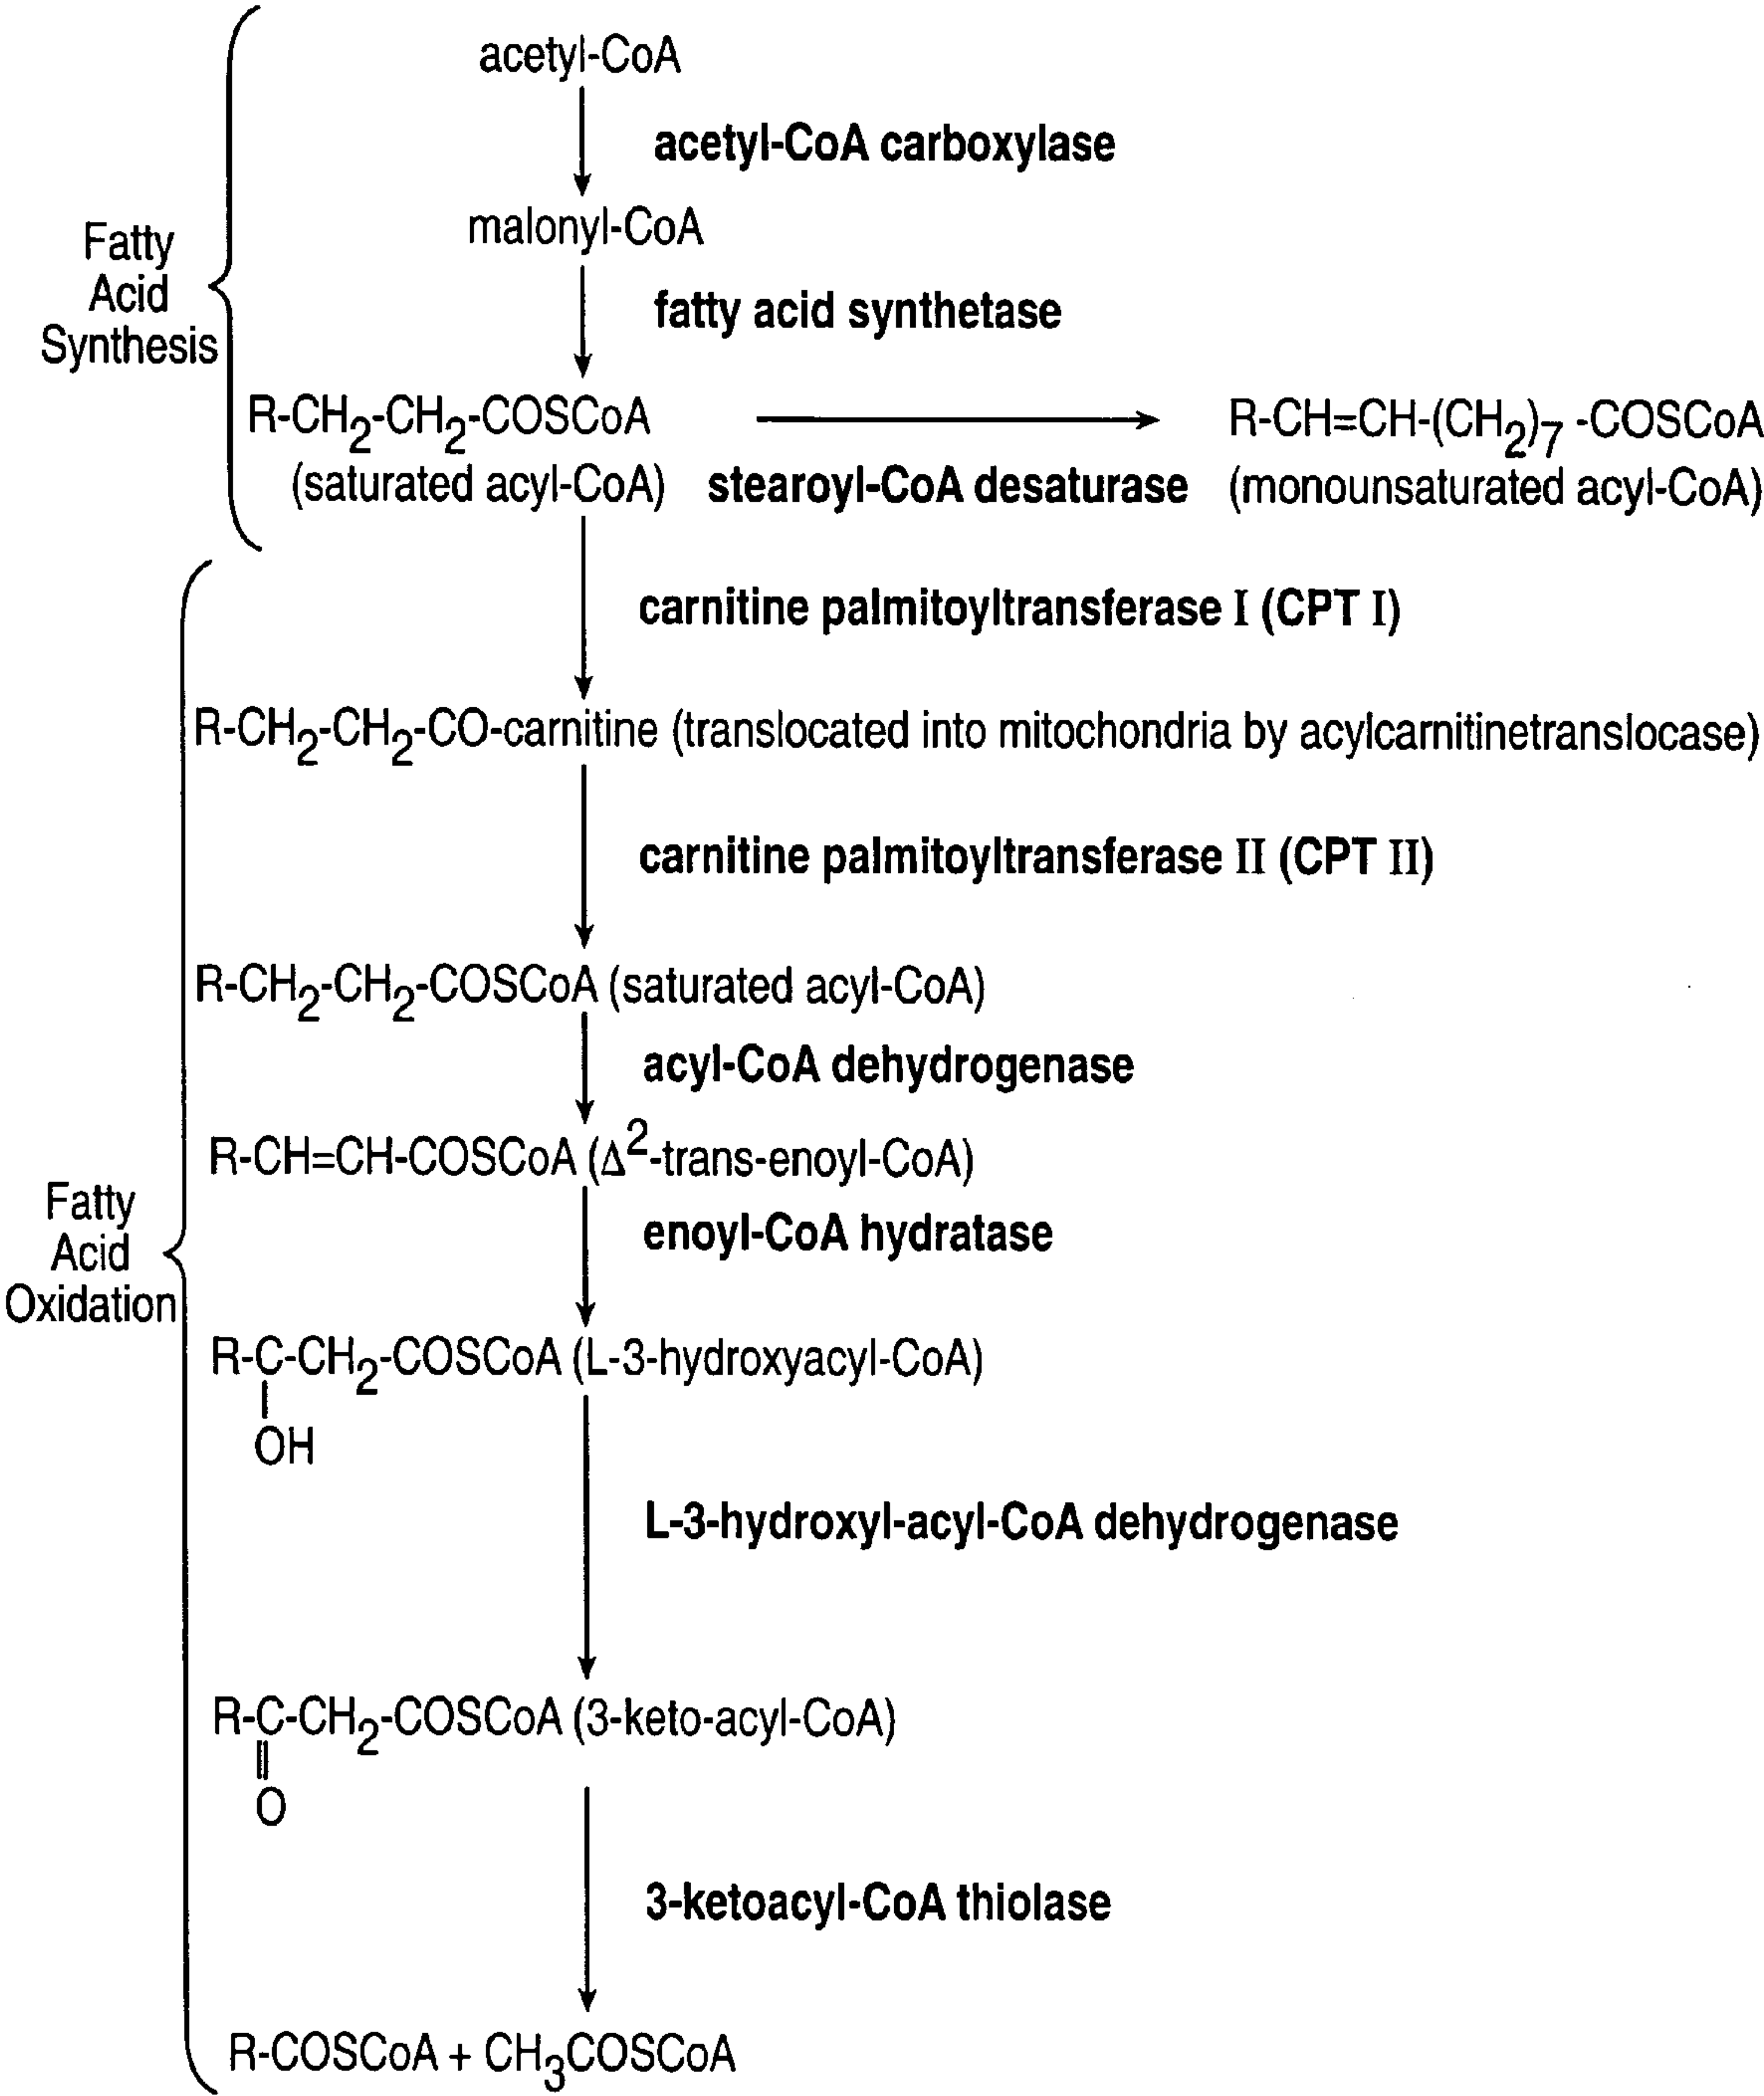 acetyl-CoA
acetyl-CoA carboxylase
malonyl-CoA
Fatty
Acid
Synthesis
fatty acid synthetase
R-CH2-CH2-COSCoA
(saturated acyl-CoA)
stearoyl-CoA desaturase
R-CH=CH-(CH2)7 -COSCoA
(monounsaturated acyl-CoA)
carnitine palmitoyltransferase I (CPT I)
R-CH2-CH2-CO-carnitine (translocated into mitochondria by acylcarnitinetranslocase)
carnitine palmitoyltransferase II (CPT II)
R-CH2-CH2-COSCoA (saturated acyl-CoA)
acyl-CoA dehydrogenase
R-CH=CH-COSCoA (Δ2-trans-enoyl-CoA)
Fatty
Acid
Oxidation
enoyl-CoA hydratase
R-C-CH2-COSCoA (L-3-hydroxyacyl-CoA)
OH
L-3-hydroxyl-acyl-CoA dehydrogenase
R-C-CH2-COSCoA (3-keto-acyl-CoA)
O
3-ketoacyl-CoA thiolase
R-COSCoA + CH3COSCoA